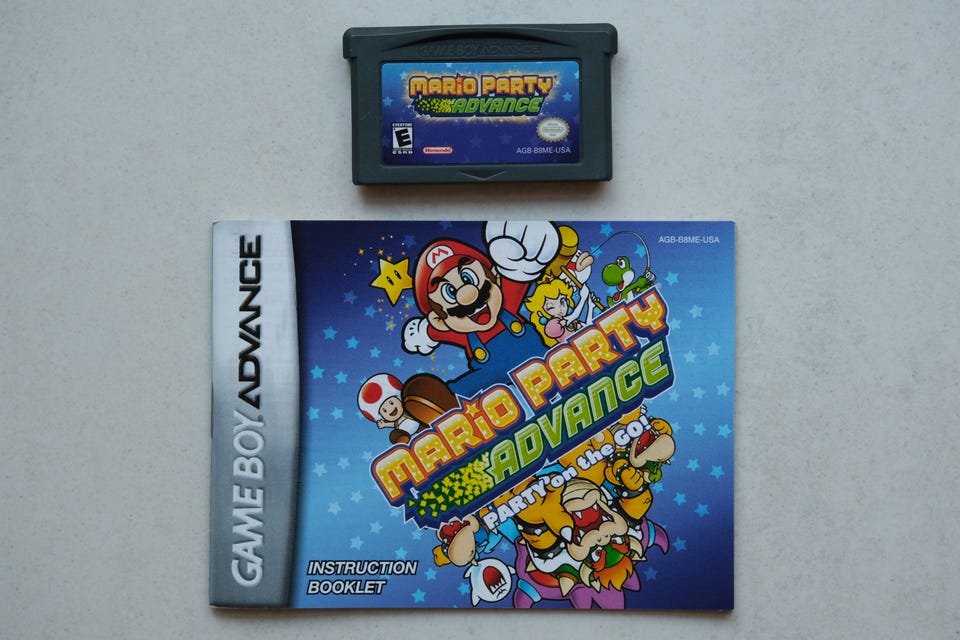 GAME BOY ADVANCE
MARIO PARTY
ADVANCE
EVERYONE
E
ESRB
Nintendo
AGB-B8ME-USA
AGB-B8ME-USA
GAME BOY ADVANCE
M
MARIO PARTY
ADVANCE
PARTY on the GO!
INSTRUCTION
BOOKLET